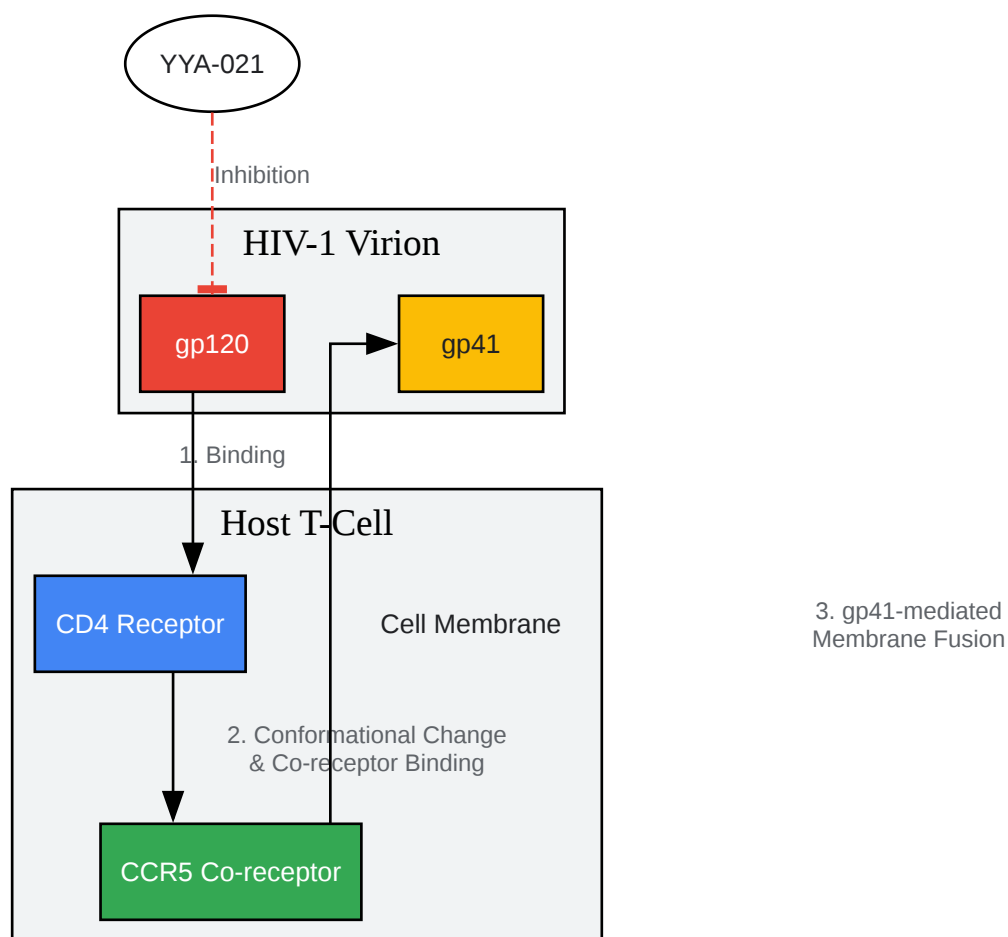 YYA-021
Inhibition
HIV-1 Virion
gp120
gp41
1. Binding
Host T-Cell
CD4 Receptor
Cell Membrane
3. gp41-mediated
Membrane Fusion
2. Conformational Change
& Co-receptor Binding
CCR5 Co-receptor